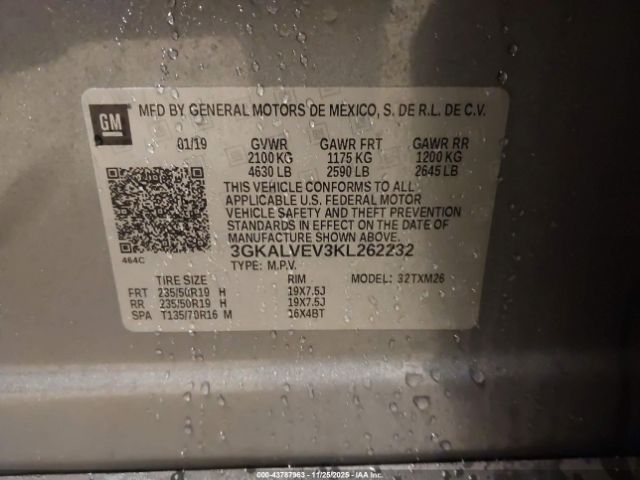 GM
MFD BY GENERAL MOTORS DE MEXICO, S. DE R.L. DE C.V.
01/19 GVWR GAWR FRT GAWR RR
2100 KG 1175 KG 1200 KG
4630 LB 2590 LB 2645 LB
THIS VEHICLE CONFORMS TO ALL
APPLICABLE U.S. FEDERAL MOTOR
VEHICLE SAFETY AND THEFT PREVENTION
STANDARDS IN EFFECT ON THE DATE OF
MANUFACTURE SHOWN ABOVE.
464C 3GKALVEV3KL262232
TYPE: M.P.V.
TIRE SIZE RIM MODEL: 32TXM26
FRT 235/50R19 H 19X7.5J
RR 235/50R19 H 19X7.5J
SPA T135/70R16 M 16X4BT
000-43787963 11/25/2025 IAA Inc.